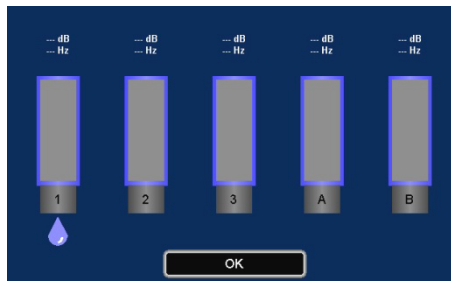 --- dB --- dB --- dB --- dB --- dB
--- Hz --- Hz --- Hz --- Hz --- Hz
1 2 3 A B
OK